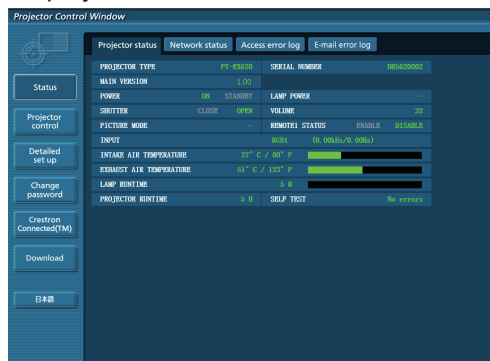 Projector Control Window
Projector status Network status Access error log E-mail error log
PROJECTOR TYPE PT-EX620 SERIAL NUMBER DH5620002
MAIN VERSION 1.00
POWER ON STANDBY LAMP POWER --
SHUTTER CLOSE OPEN VOLUME 32
PICTURE MODE -- REMOTE1 STATUS ENABLE DISABLE
INPUT RGB1 (0.00kHz/0.00Hz)
INTAKE AIR TEMPERATURE 27° C / 80° F
EXHAUST AIR TEMPERATURE 51° C / 123° F
LAMP RUNTIME 5 H
PROJECTOR RUNTIME 5 H SELF TEST No errors
Status
Projector
control
Detailed
set up
Change
password
Crestron
Connected(TM)
Download
日本語